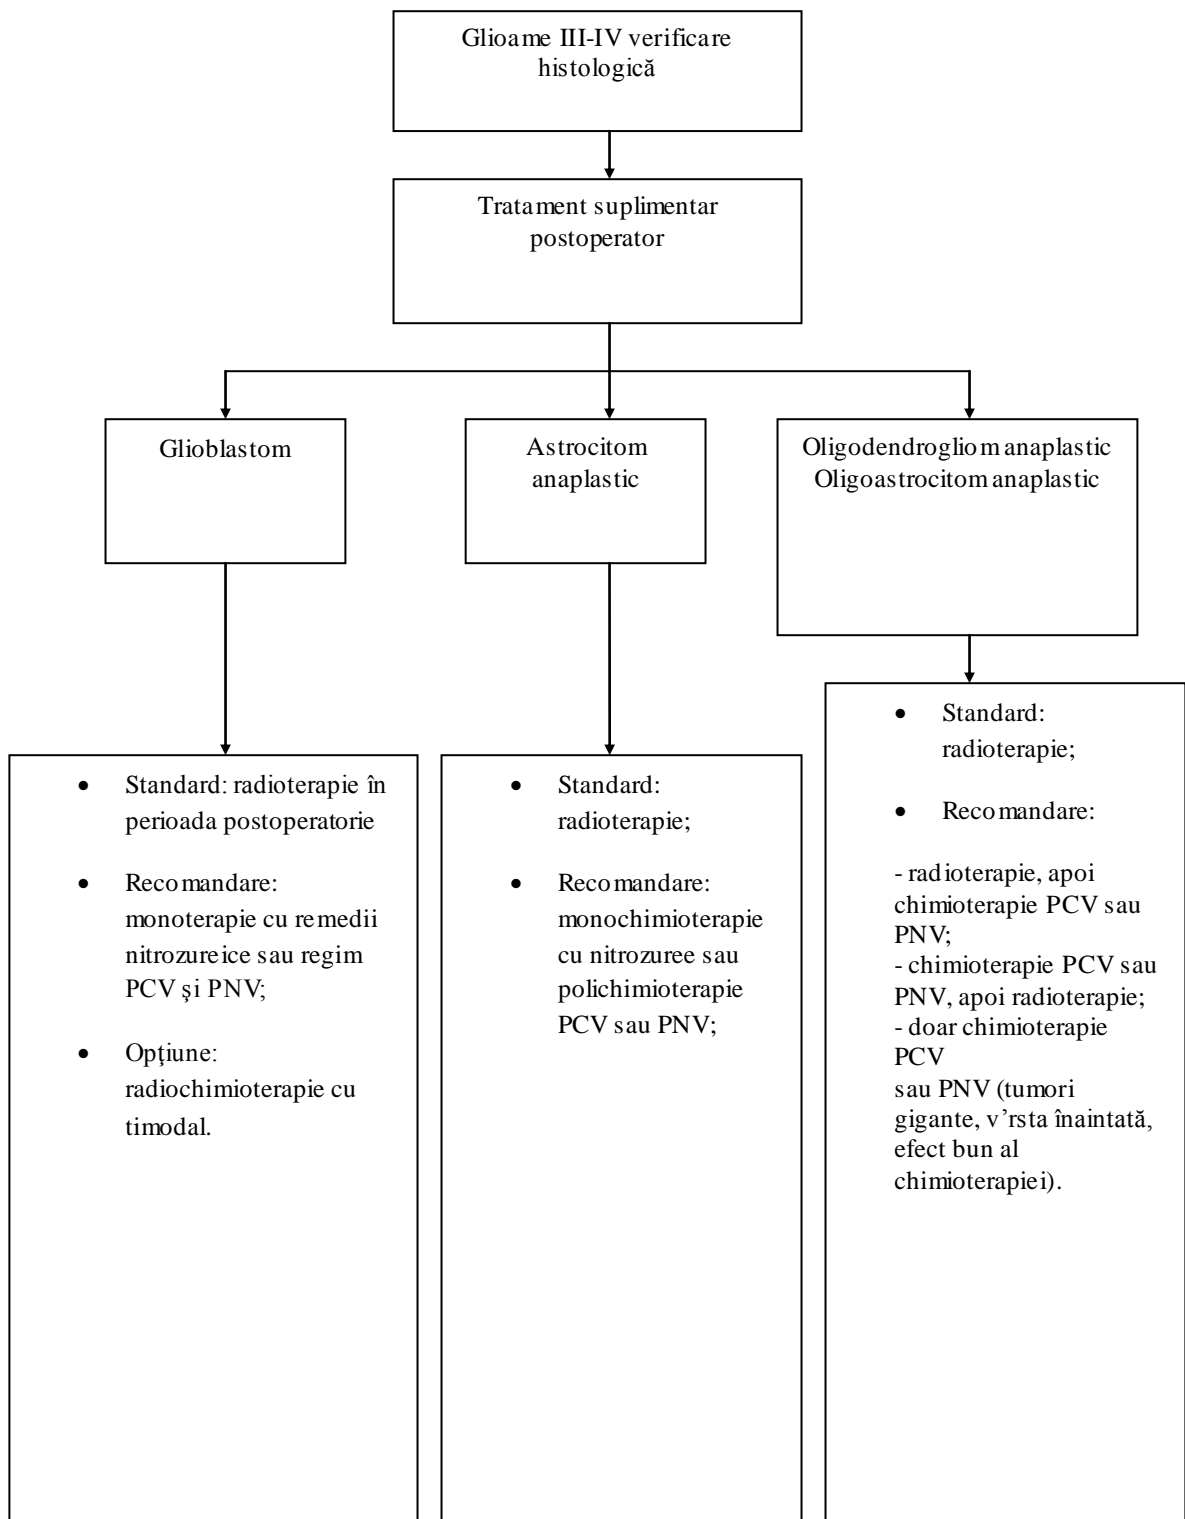 Glioame III-IV verificare
histologică
Tratament suplimentar
postoperator
Glioblastom
Astrocitom
anaplastic
Oligodendrogliom anaplastic
Oligoastrocitom anaplastic
• Standard: radioterapie în
perioada postoperatorie
• Recomandare:
monoterapie cu remedii
nitrozureice sau regim
PCV şi PNV;
• Opţiune:
radiochimioterapie cu
timodal.
• Standard:
radioterapie;
• Recomandare:
monochimioterapie
cu nitrozuree sau
polichimioterapie
PCV sau PNV;
• Standard:
radioterapie;
• Recomandare:
- radioterapie, apoi
chimioterapie PCV sau
PNV;
- chimioterapie PCV sau
PNV, apoi radioterapie;
- doar chimioterapie
PCV
sau PNV (tumori
gigante, v’rsta înaintată,
efect bun al
chimioterapiei).